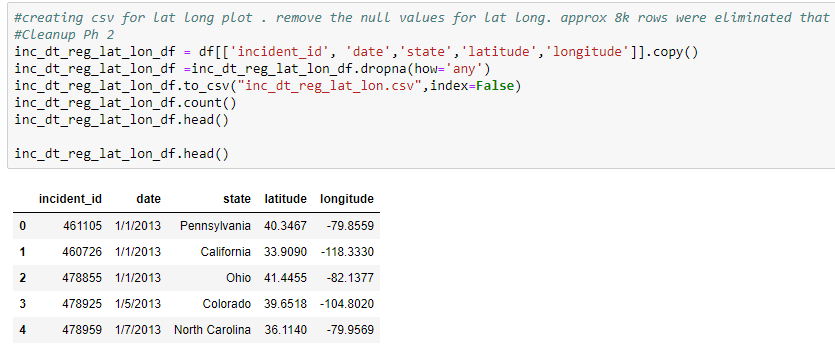 #creating csv for lat long plot . remove the null values for lat long. approx 8k rows were eliminated that
#Cleanup Ph 2
inc_dt_reg_lat_lon_df = df[['incident_id', 'date','state','latitude','longitude']].copy()
inc_dt_reg_lat_lon_df =inc_dt_reg_lat_lon_df.dropna(how='any')
inc_dt_reg_lat_lon_df.to_csv("inc_dt_reg_lat_lon.csv",index=False)
inc_dt_reg_lat_lon_df.count()
inc_dt_reg_lat_lon_df.head()
inc_dt_reg_lat_lon_df.head()
incident_id date state latitude longitude
0 461105 1/1/2013 Pennsylvania 40.3467 -79.8559
1 460726 1/1/2013 California 33.9090 -118.3330
2 478855 1/1/2013 Ohio 41.4455 -82.1377
3 478925 1/5/2013 Colorado 39.6518 -104.8020
4 478959 1/7/2013 North Carolina 36.1140 -79.9569